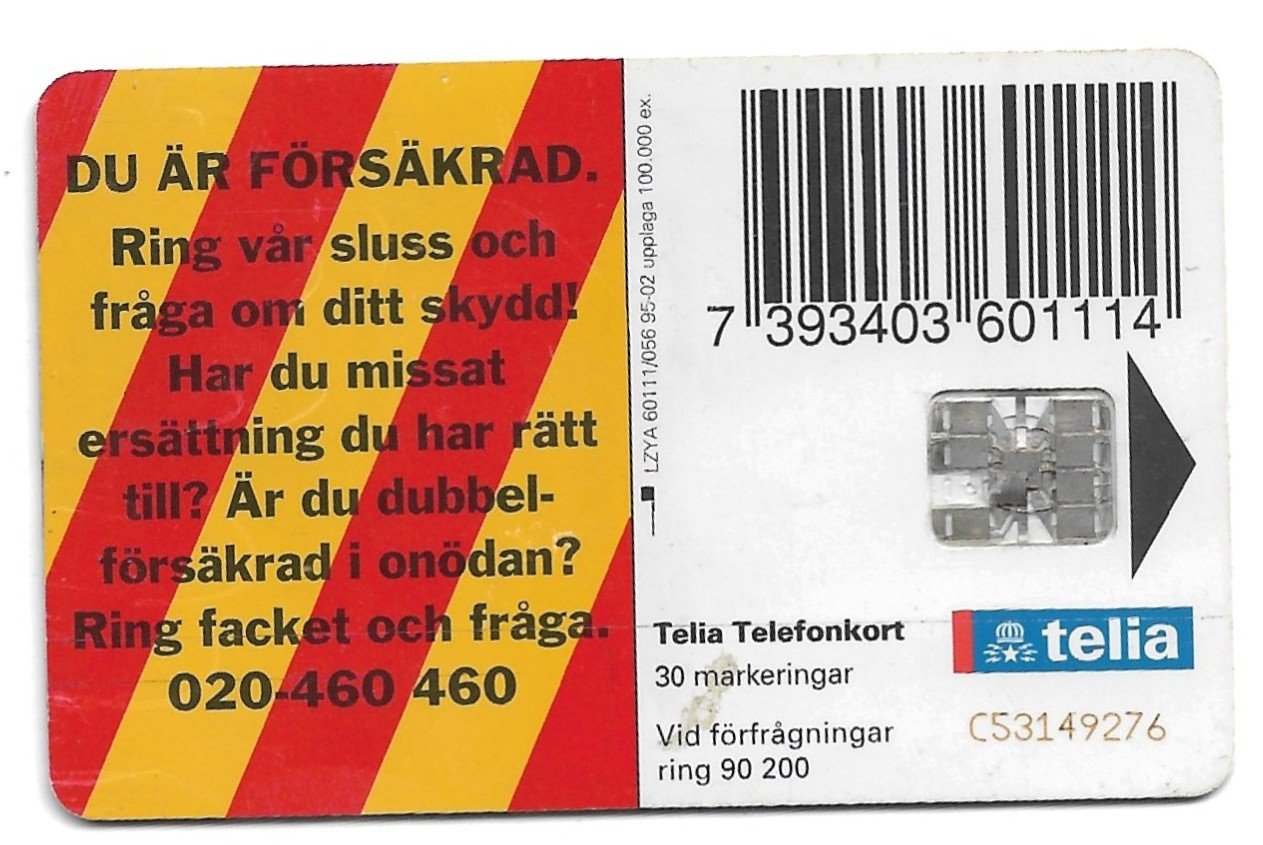 DU ÄR FÖRSÄKRAD.
Ring vår sluss och
fråga om ditt skydd!
Har du missat
ersättning du har rätt
till? Är du dubbel-
försäkrad i onödan?
Ring facket och fråga.
020-460 460
LZYA 60111/056 95-02 upplaga 100.000 ex.
7 393403 601114
Telia Telefonkort
30 markeringar
Vid förfrågningar
ring 90 200
telia
C53149276